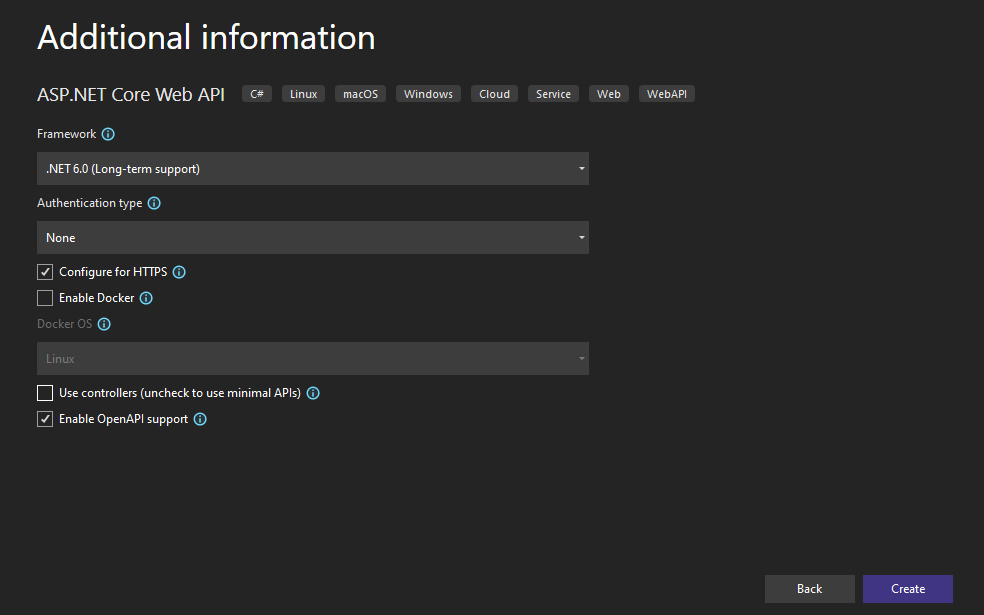 Additional information
ASP.NET Core Web API C# Linux macOS Windows Cloud Service Web WebAPI
Framework
.NET 6.0 (Long-term support)
Authentication type
None
Configure for HTTPS
Enable Docker
Docker OS
Linux
Use controllers (uncheck to use minimal APIs)
Enable OpenAPI support
Back Create